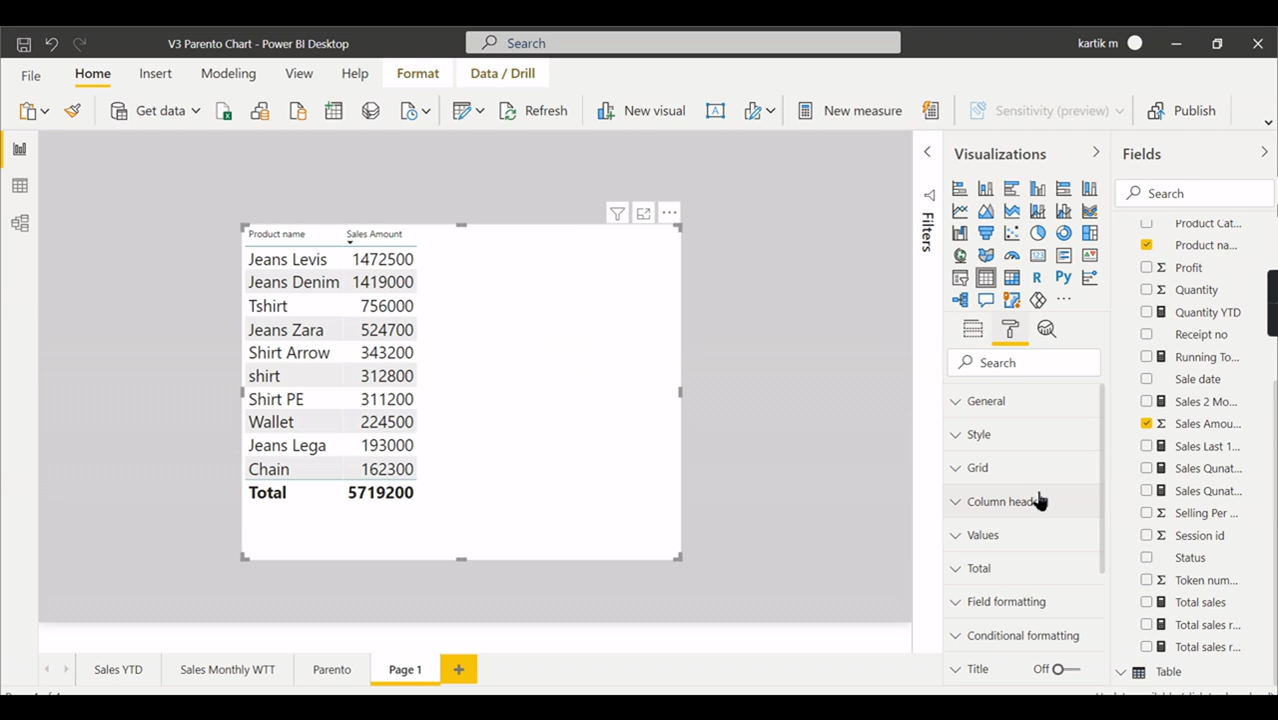 V3 Parento Chart - Power BI Desktop
Search
kartik m
File
Home
Insert
Modeling
View
Help
Format
Data / Drill
Get data
Refresh
New visual
New measure
Sensitivity (preview)
Publish
Product name Sales Amount
Jeans Levis 1472500
Jeans Denim 1419000
Tshirt 756000
Jeans Zara 524700
Shirt Arrow 343200
shirt 312800
Shirt PE 311200
Wallet 224500
Jeans Lega 193000
Chain 162300
Total 5719200
Filters
Visualizations
R
Py
Search
General
Style
Grid
Column head
Values
Total
Field formatting
Conditional formatting
Title Off
Fields
Search
Product Cat...
Product na...
Σ Profit
Quantity
Quantity YTD
Receipt no
Running To...
Sale date
Sales 2 Mo...
Σ Sales Amou...
Sales Last 1...
Sales Qunat...
Sales Qunat...
Σ Selling Per ...
Σ Session id
Status
Σ Token num...
Total sales
Total sales r...
Total sales r...
Table
Sales YTD
Sales Monthly WTT
Parento
Page 1
+